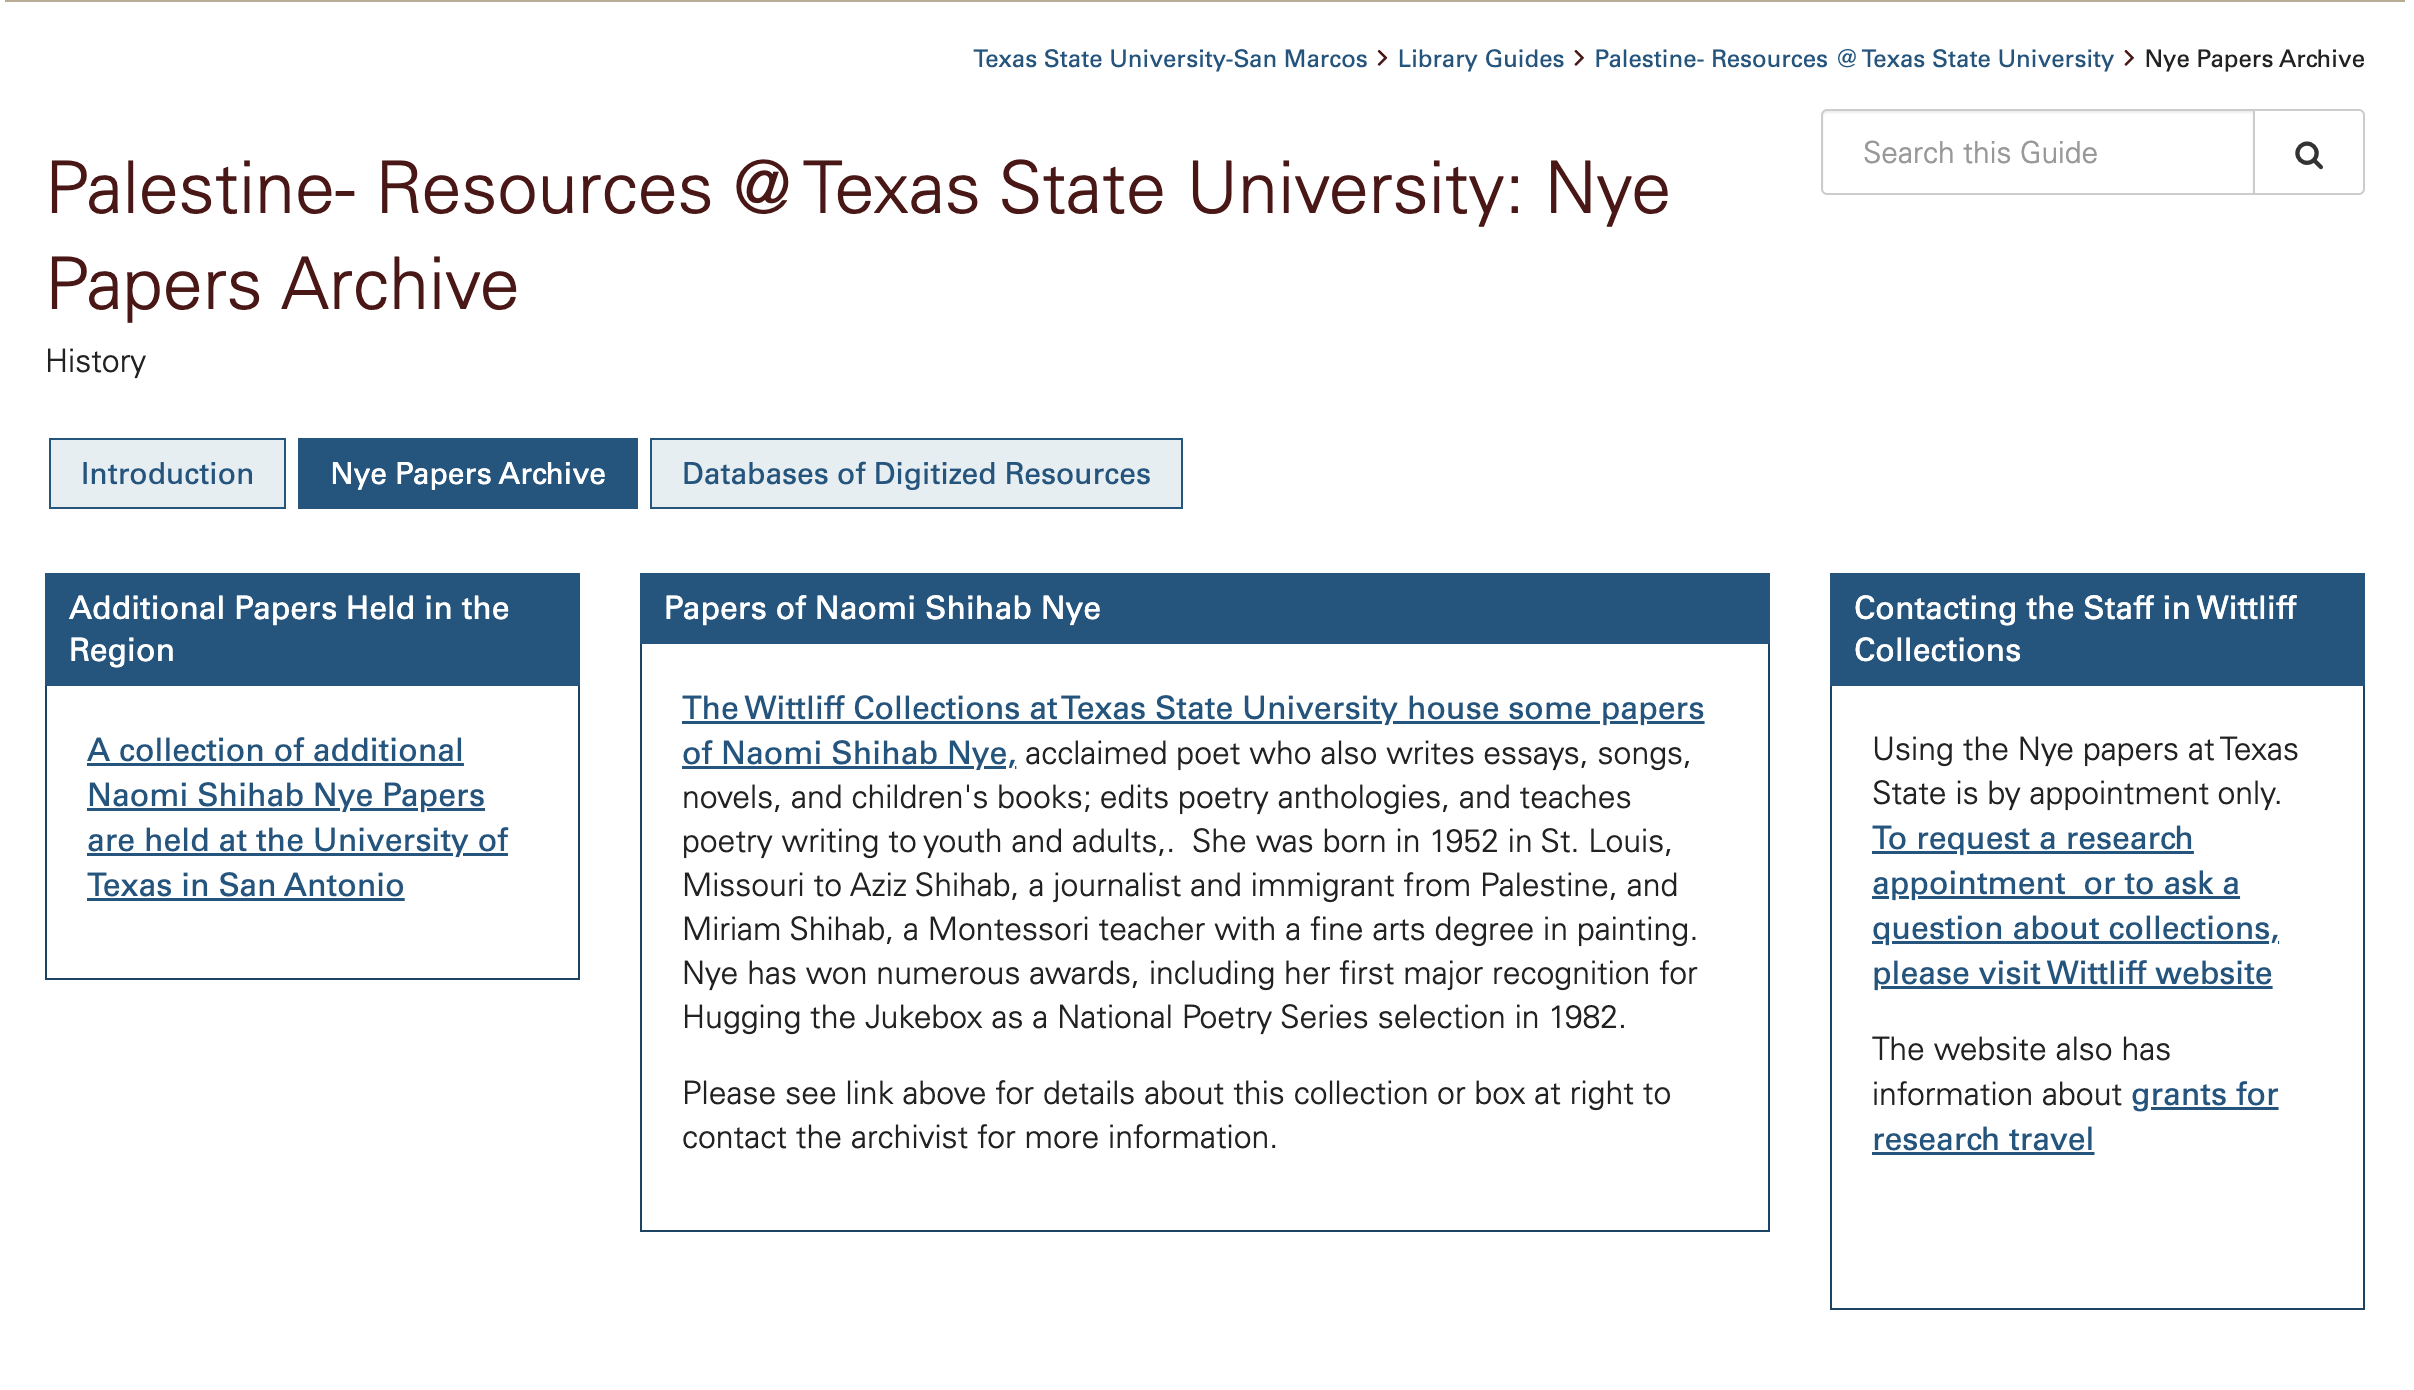 Texas State University-San Marcos > Library Guides > Palestine- Resources @ Texas State University > Nye Papers Archive
Search this Guide
Palestine- Resources @ Texas State University: Nye
Papers Archive
History
Introduction
Nye Papers Archive
Databases of Digitized Resources
Additional Papers Held in the
Region
A collection of additional
Naomi Shihab Nye Papers
are held at the University of
Texas in San Antonio
Papers of Naomi Shihab Nye
The Wittliff Collections at Texas State University house some papers
of Naomi Shihab Nye, acclaimed poet who also writes essays, songs,
novels, and children's books; edits poetry anthologies, and teaches
poetry writing to youth and adults,.  She was born in 1952 in St. Louis,
Missouri to Aziz Shihab, a journalist and immigrant from Palestine, and
Miriam Shihab, a Montessori teacher with a fine arts degree in painting.
Nye has won numerous awards, including her first major recognition for
Hugging the Jukebox as a National Poetry Series selection in 1982.
Please see link above for details about this collection or box at right to
contact the archivist for more information.
Contacting the Staff in Wittliff
Collections
Using the Nye papers at Texas
State is by appointment only.
To request a research
appointment  or to ask a
question about collections,
please visit Wittliff website
The website also has
information about grants for
research travel